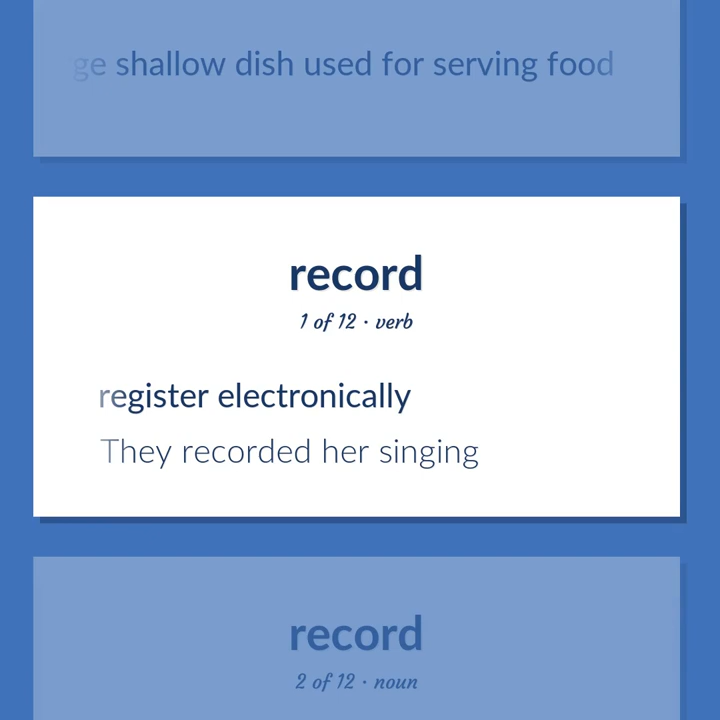 ge shallow dish used for serving food
record
1 of 12 · verb
register electronically
They recorded her singing
record
2 of 12 · noun